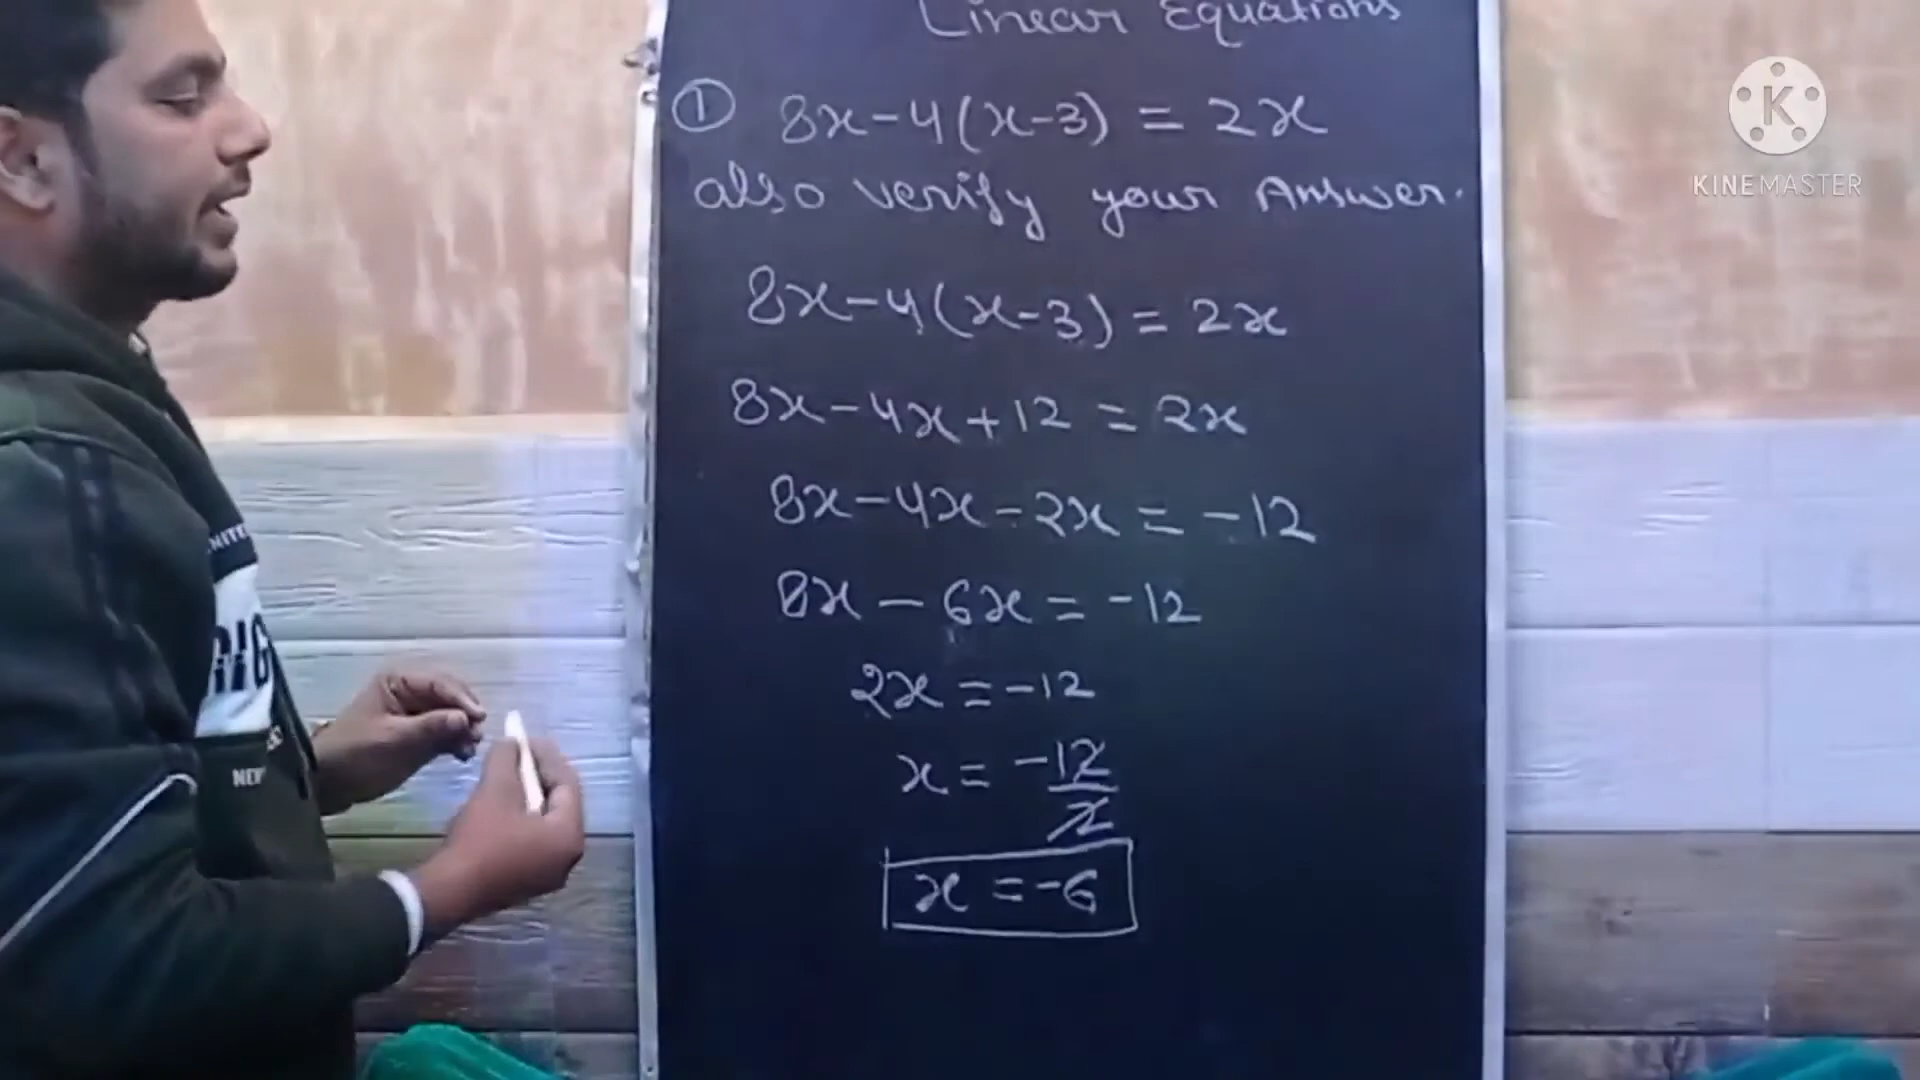 Linear Equations
① 8x-4(x-3) = 2x
also verify your Answer.
8x-4(x-3) = 2x
8x-4x+12 = 2x
8x-4x-2x = -12
8x - 6x = -12
2x = -12
x = -12/2
x = -6
K
KINEMASTER